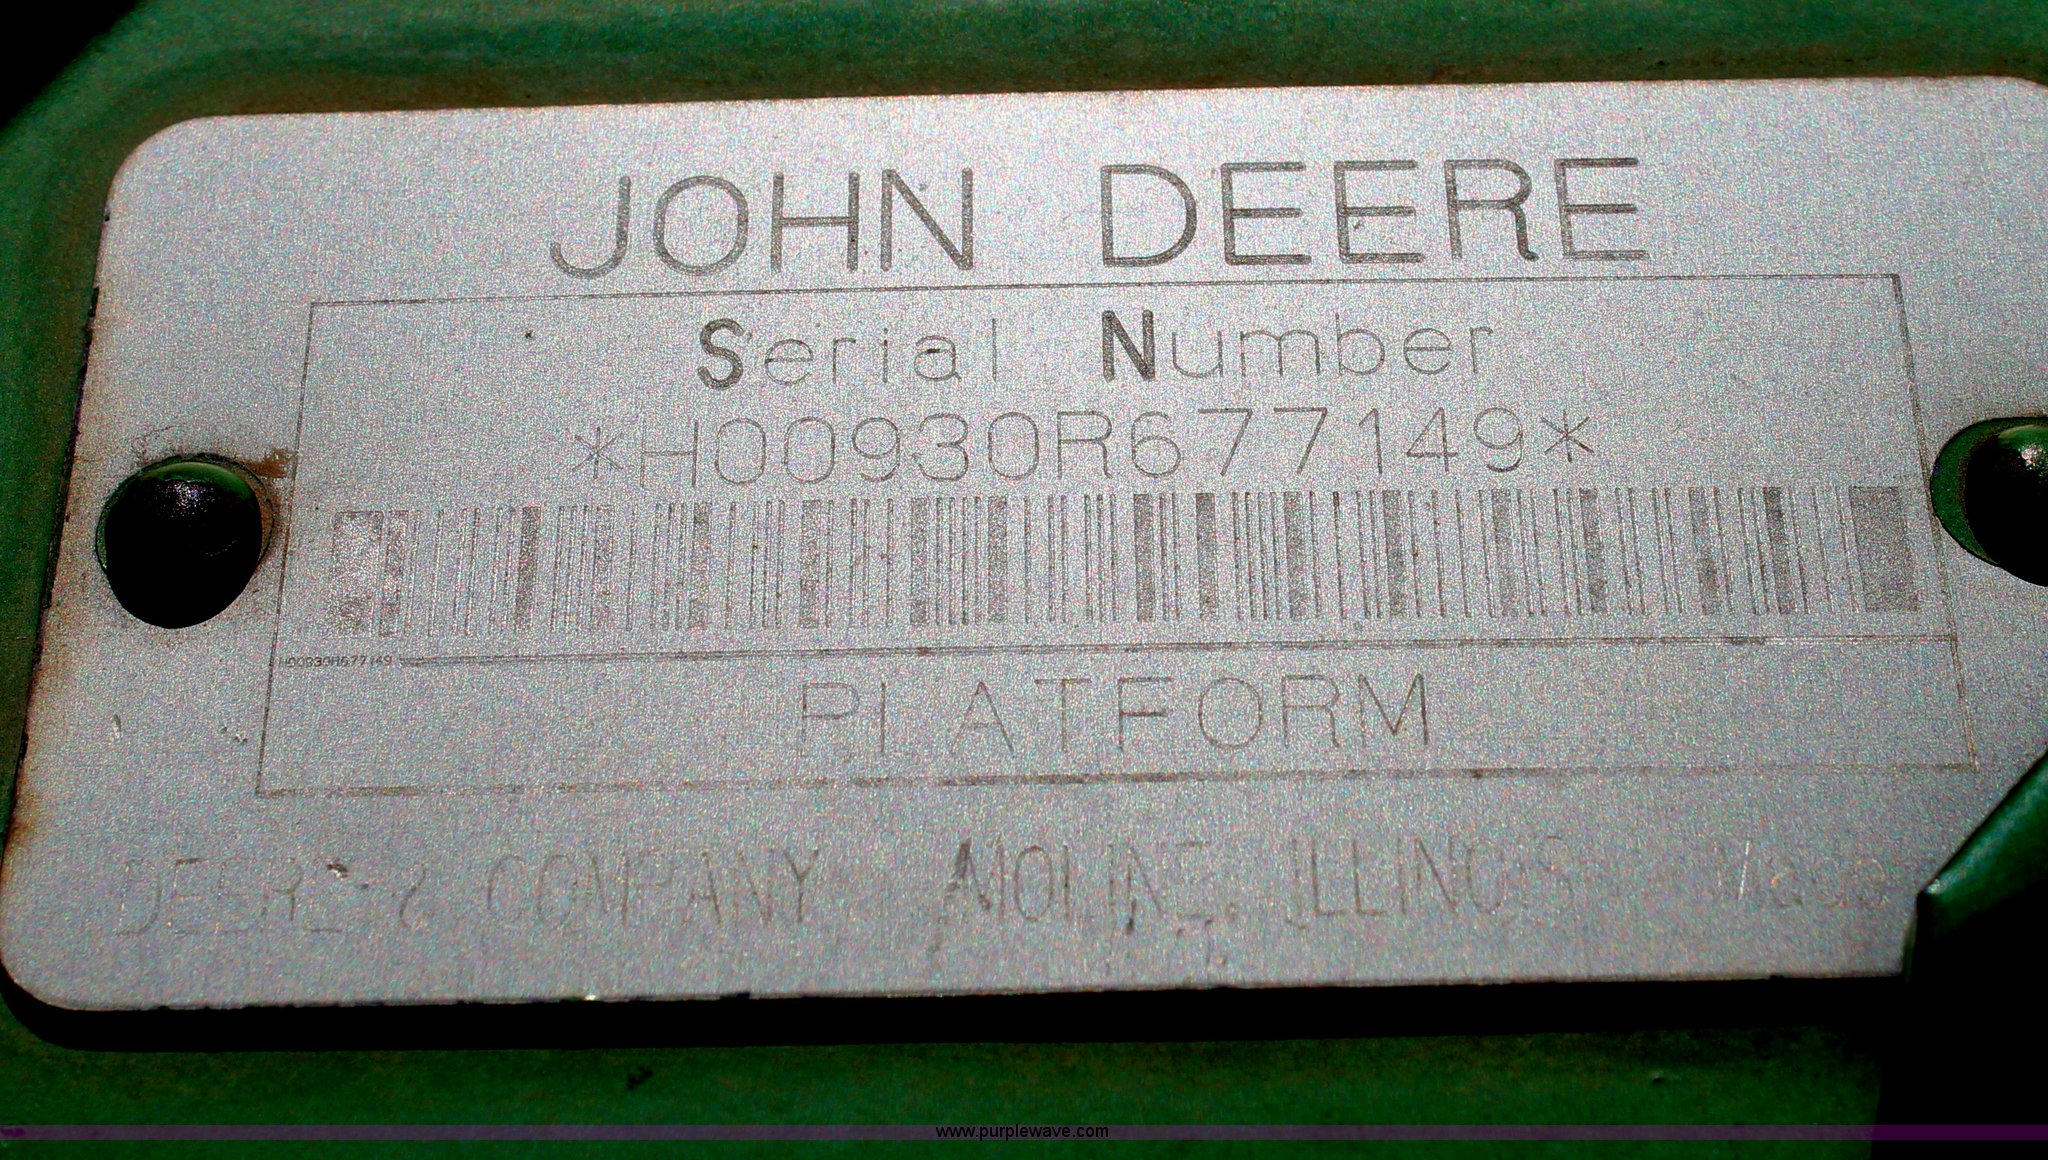 JOHN DEERE
Serial Number
*H00930R677149*
H00930R677149
PLATFORM
DEERE & COMPANY MOLINE, ILLINOIS
www.purplewave.com